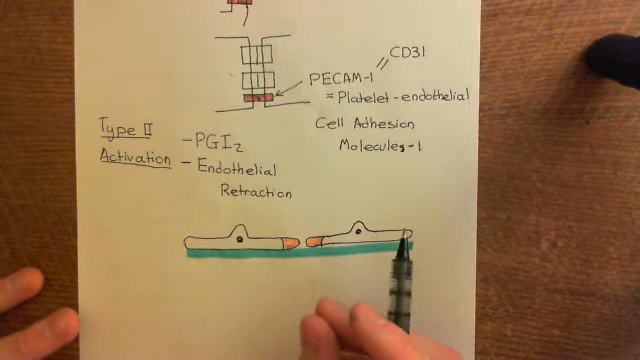 CD31
PECAM-1
= Platelet-endothelial
Cell Adhesion
Molecules-1
Type II
Activation
- PGI2
- Endothelial
Retraction